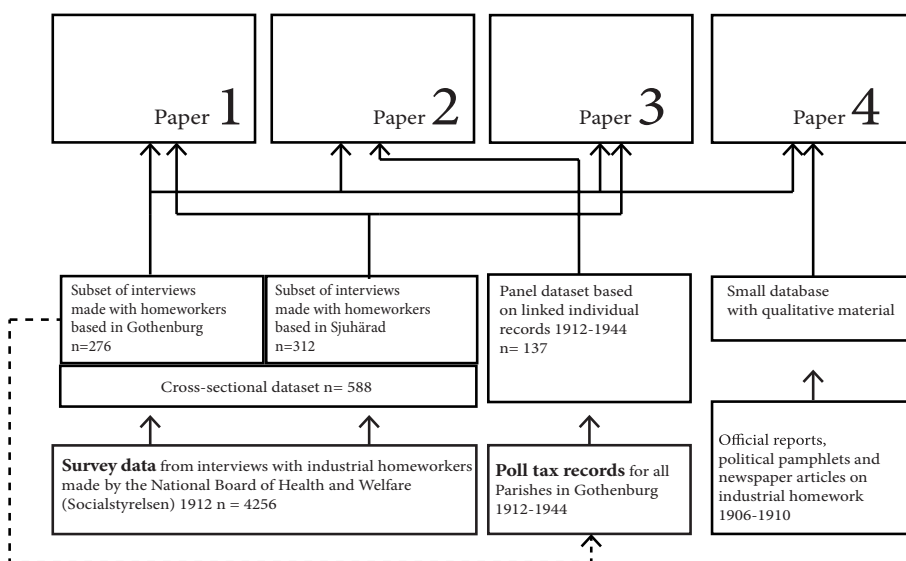 Paper 1
Paper 2
Paper 3
Paper 4
Subset of interviews
made with homeworkers
based in Gothenburg
n=276
Subset of interviews
made with homeworkers
based in Sjuhärad
n=312
Cross-sectional dataset n= 588
Panel dataset based
on linked individual
records 1912-1944
n= 137
Small database
with qualitative material
Survey data from interviews with industrial homeworkers
made by the National Board of Health and Welfare
(Socialstyrelsen) 1912 n = 4256
Poll tax records for all
Parishes in Gothenburg
1912-1944
Official reports,
political pamphlets and
newspaper articles on
industrial homework
1906-1910